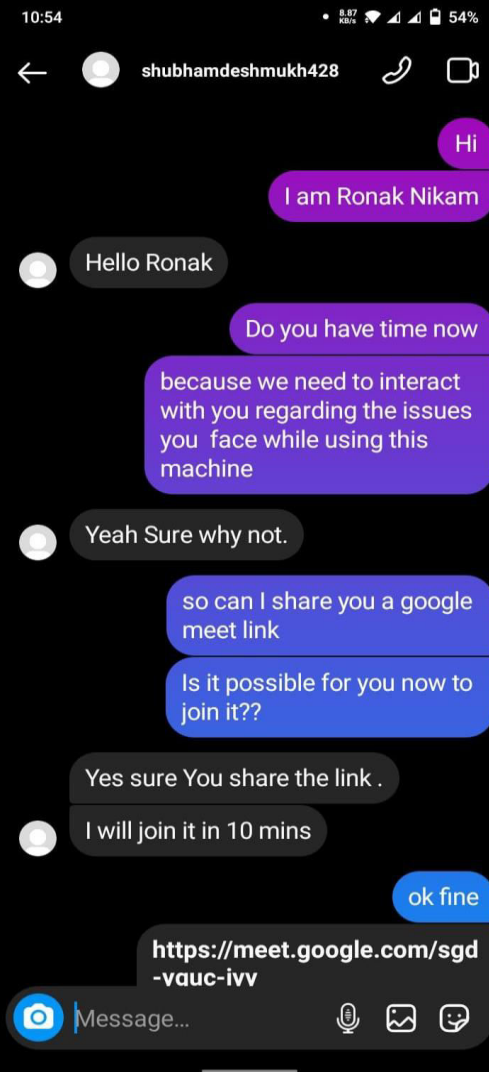 10:54
8.87
KB/s
54%
shubhamdeshmukh428
Hi
I am Ronak Nikam
Hello Ronak
Do you have time now
because we need to interact
with you regarding the issues
you face while using this
machine
Yeah Sure why not.
so can I share you a google
meet link
Is it possible for you now to
join it??
Yes sure You share the link .
I will join it in 10 mins
ok fine
https://meet.google.com/sgd
Message...